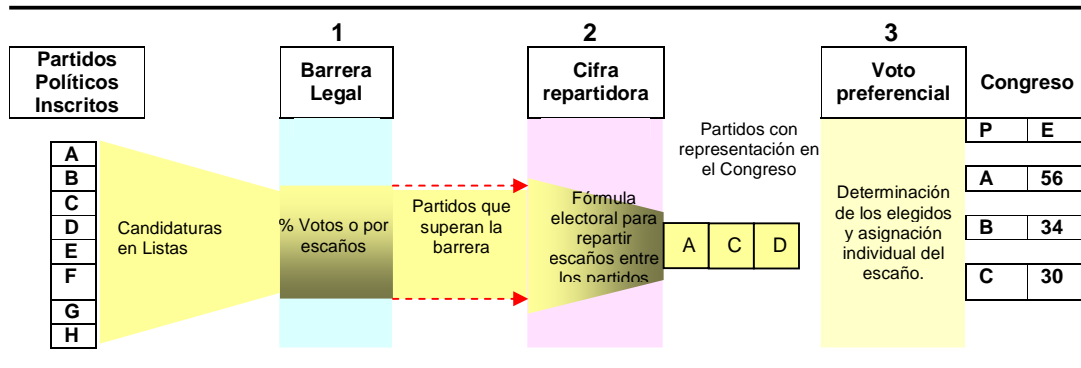 1
2
3
Partidos
Políticos
Inscritos
Barrera
Legal
Cifra
repartidora
Voto
preferencial
Congreso
A
B
C
D
E
F
G
H
Candidaturas
en Listas
% Votos o por
escaños
Partidos que
superan la
barrera
Fórmula
electoral para
repartir
escaños entre
los partidos
Partidos con
representación en
el Congreso
A C D
Determinación
de los elegidos
y asignación
individual del
escaño.
P E
A 56
B 34
C 30